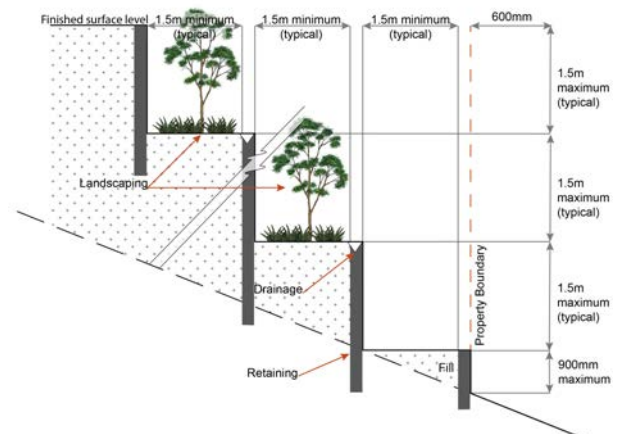 Finished surface level
1.5m minimum
(typical)
1.5m minimum
(typical)
1.5m minimum
(typical)
600mm
1.5m
maximum
(typical)
Landscaping
1.5m
maximum
(typical)
Drainage
Property Boundary
1.5m
maximum
(typical)
Retaining
Fill
900mm
maximum